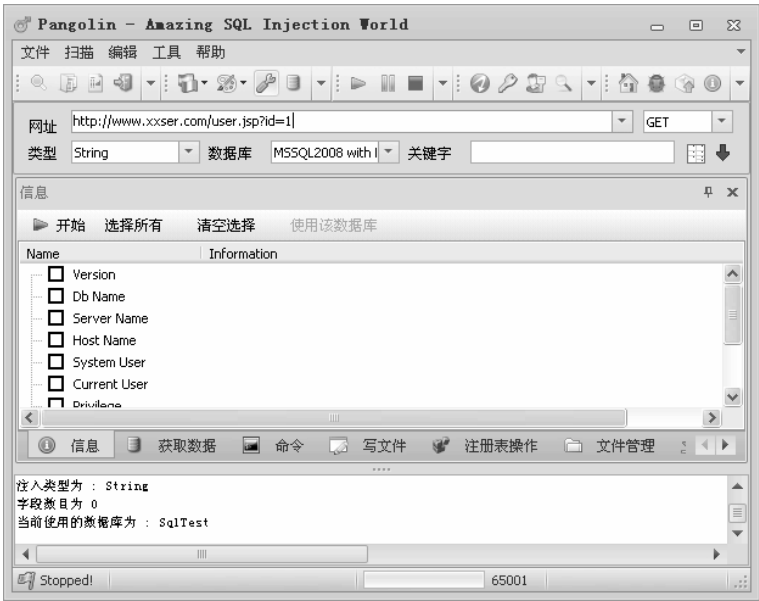 Pangolin - Amazing SQL Injection World
文件 扫描 编辑 工具 帮助
网址 http://www.xxser.com/user.jsp?id=1 GET
类型 String 数据库 MSSQL2008 with I 关键字
信息
开始 选择所有 清空选择 使用该数据库
Name Information
Version
Db Name
Server Name
Host Name
System User
Current User
Privilege
信息 获取数据 命令 写文件 注册表操作 文件管理
注入类型为 : String
字段数目为 0
当前使用的数据库为 : SqlTest
Stopped! 65001